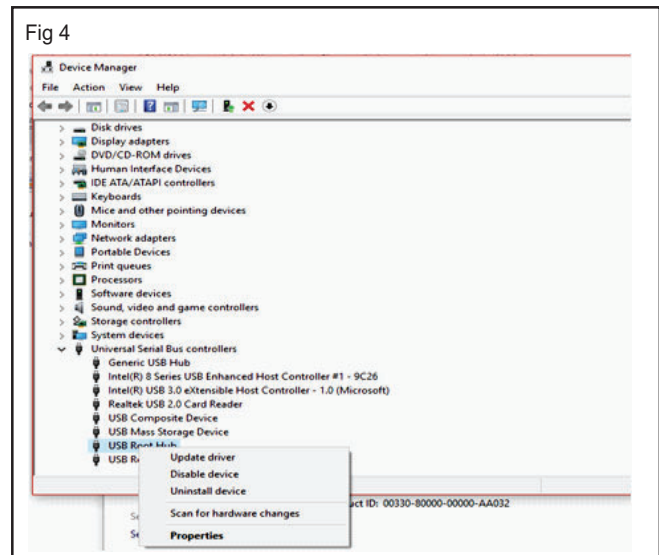 Fig 4
Device Manager
File Action View Help
Disk drives
Display adapters
DVD/CD-ROM drives
Human Interface Devices
IDE ATA/ATAPI controllers
Keyboards
Mice and other pointing devices
Monitors
Network adapters
Portable Devices
Print queues
Processors
Software devices
Sound, video and game controllers
Storage controllers
System devices
Universal Serial Bus controllers
Generic USB Hub
Intel(R) 8 Series USB Enhanced Host Controller #1 - 9C26
Intel(R) USB 3.0 eXtensible Host Controller - 1.0 (Microsoft)
Realtek USB 2.0 Card Reader
USB Composite Device
USB Mass Storage Device
USB Root Hub
USB
Update driver
Disable device
Uninstall device
Scan for hardware changes
Properties
ID: 00330-80000-00000-AA032